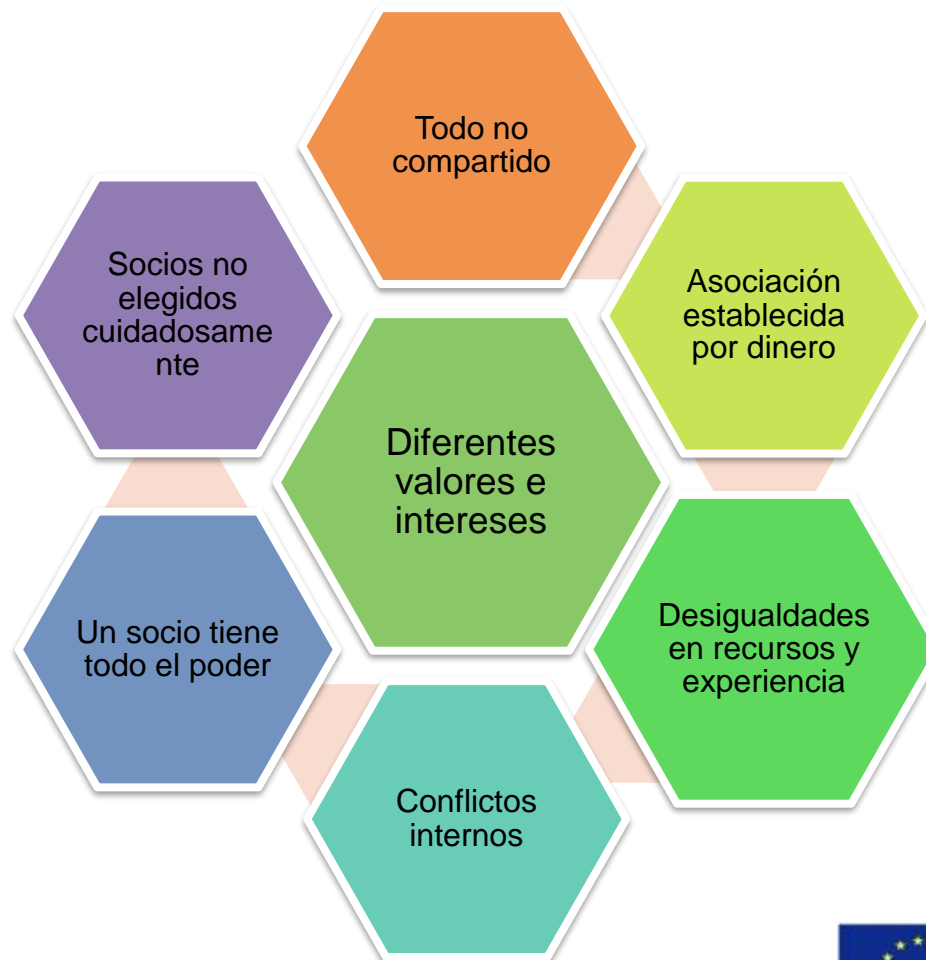 Todo no
compartido
Asociación
establecida
por dinero
Desigualdades
en recursos y
experiencia
Conflictos
internos
Un socio tiene
todo el poder
Socios no
elegidos
cuidadosame
nte
Diferentes
valores e
intereses